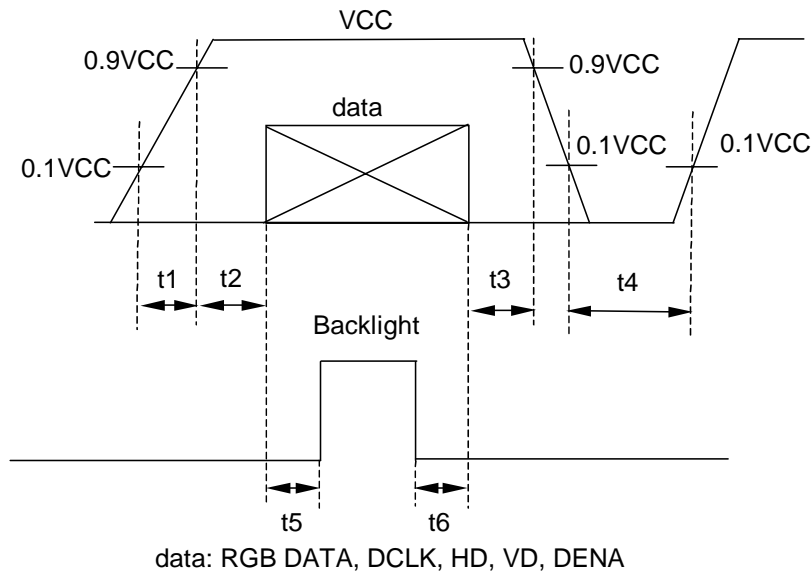 VCC
0.9VCC
0.9VCC
data
0.1VCC
0.1VCC
0.1VCC
t1
t2
t3
t4
Backlight
t5
t6
data: RGB DATA, DCLK, HD, VD, DENA